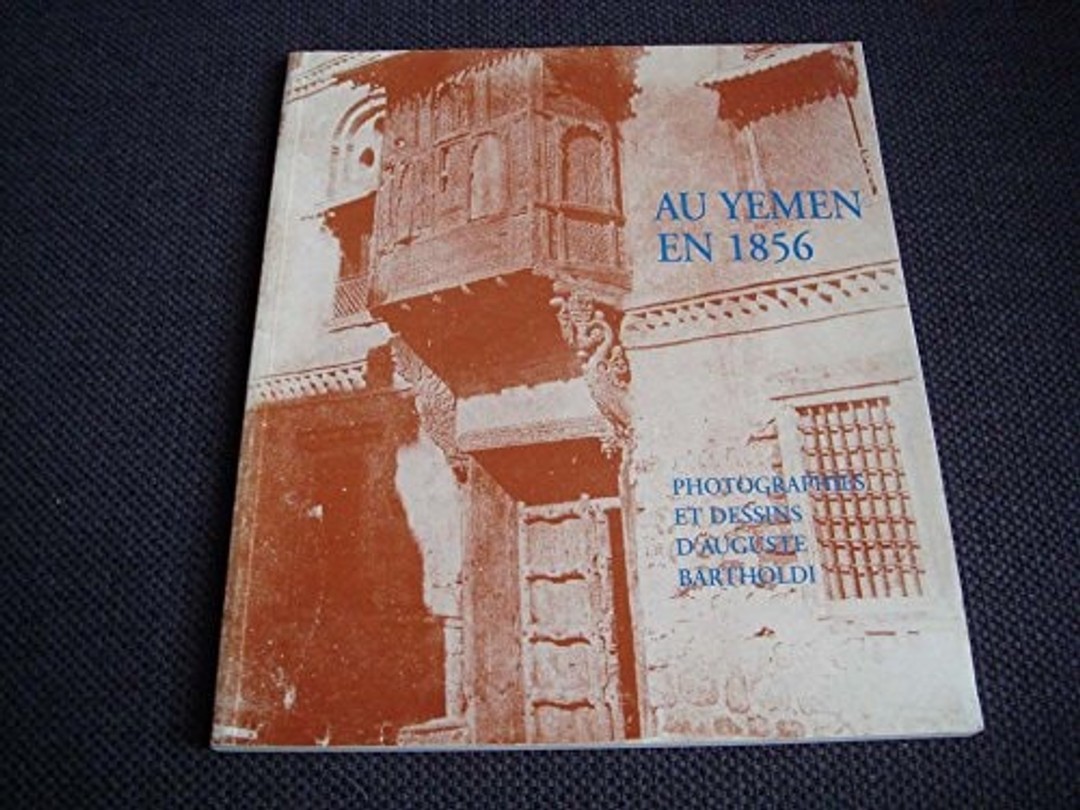 AU YEMEN
EN 1856
PHOTOGRAPHIES
ET DESSINS
D'AUGUSTE
BARTHOLDI